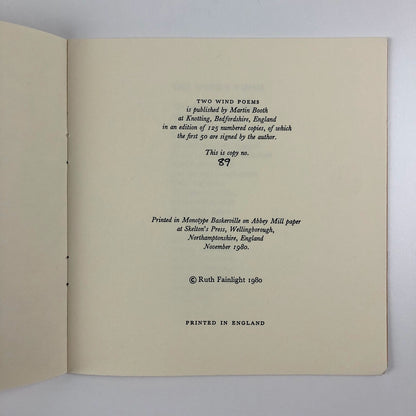 TWO WIND POEMS
is published by Martin Booth
at Knotting, Bedfordshire, England
in an edition of 125 numbered copies, of which
the first 50 are signed by the author.
This is copy no.
89
Printed in Monotype Baskerville on Abbey Mill paper
at Skelton's Press, Wellingborough,
Northamptonshire, England
November 1980.
© Ruth Fainlight 1980
PRINTED IN ENGLAND